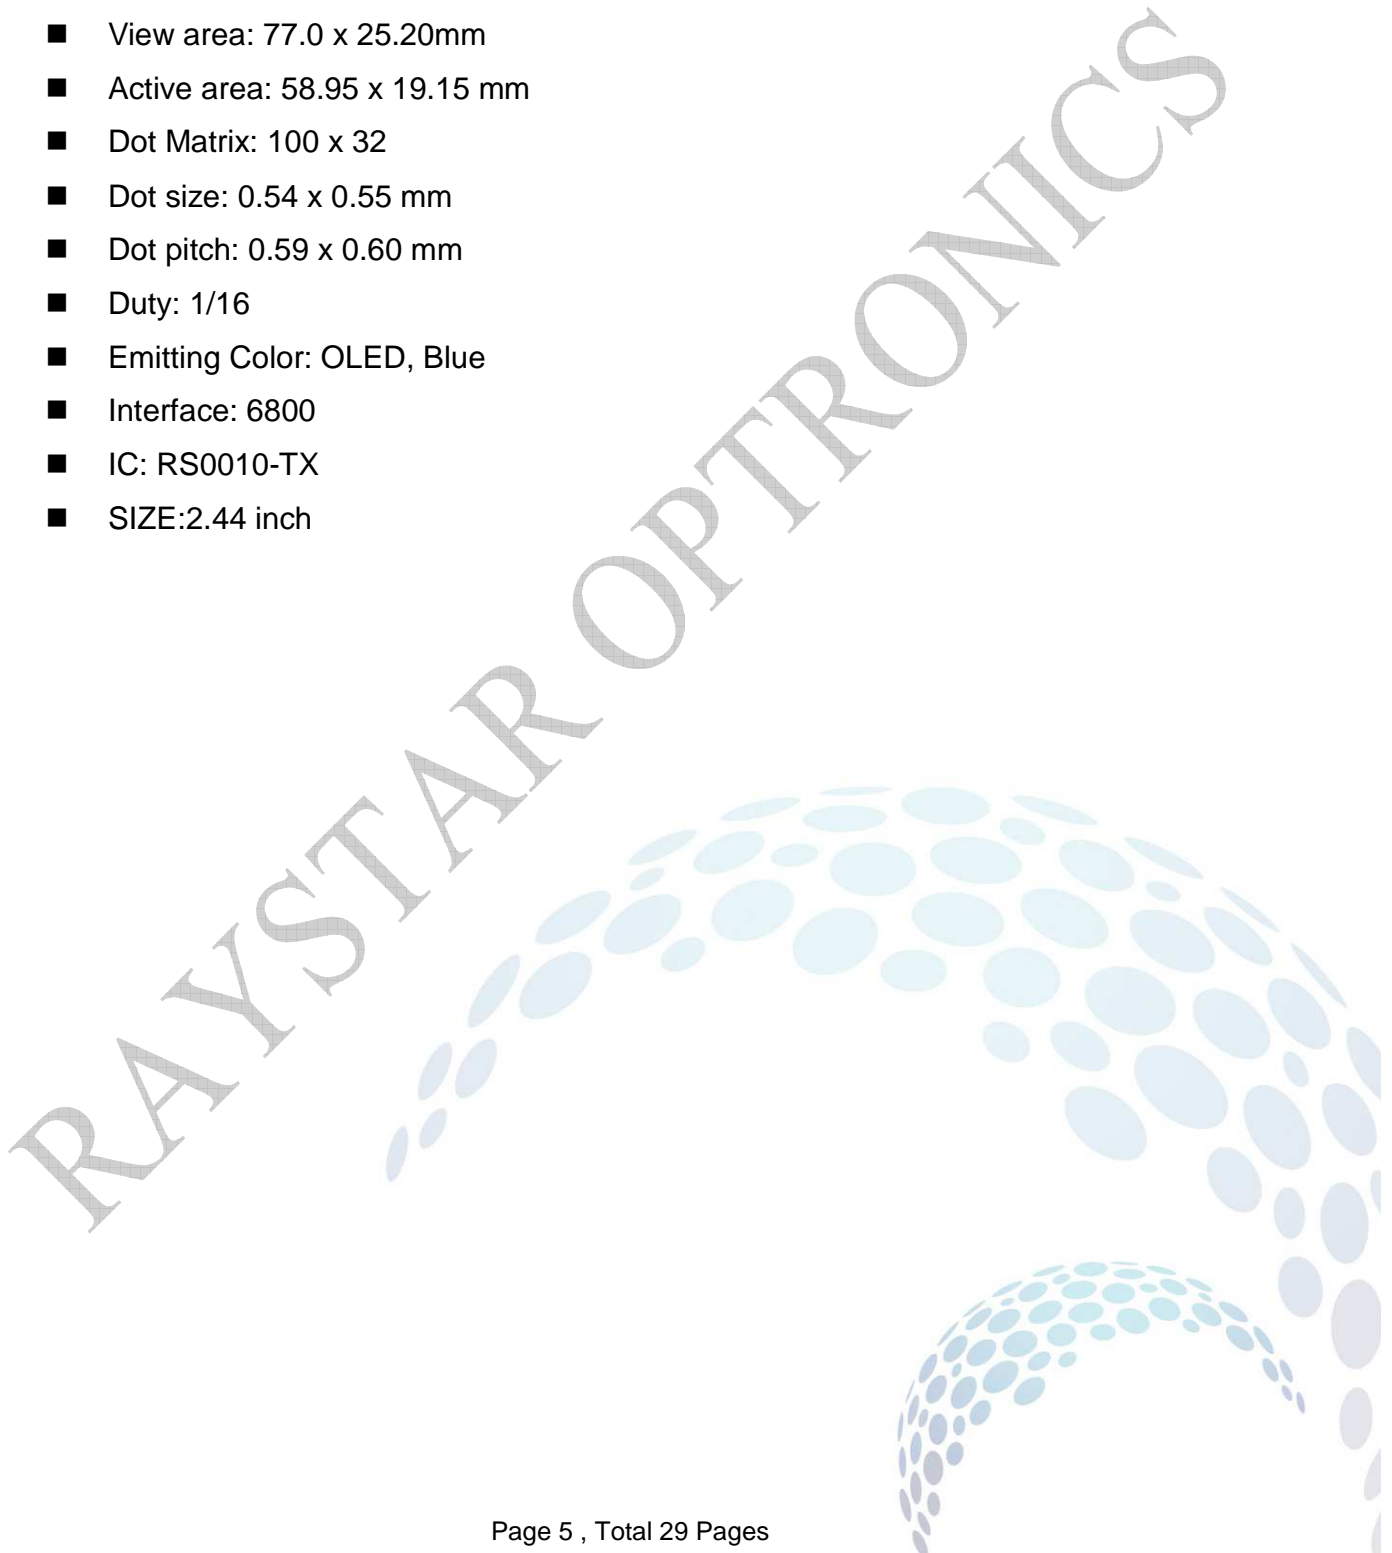 ■ View area: 77.0 x 25.20mm
■ Active area: 58.95 x 19.15 mm
■ Dot Matrix: 100 x 32
■ Dot size: 0.54 x 0.55 mm
■ Dot pitch: 0.59 x 0.60 mm
■ Duty: 1/16
■ Emitting Color: OLED, Blue
■ Interface: 6800
■ IC: RS0010-TX
■ SIZE:2.44 inch
RAYSTAR OPTRONICS
Page 5 , Total 29 Pages